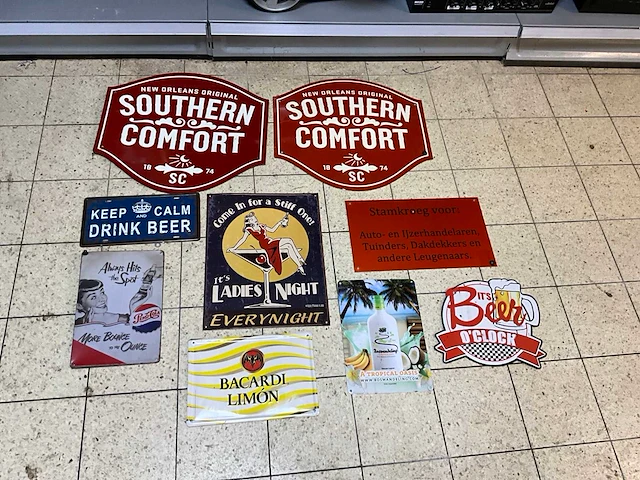 NEW ORLEANS ORIGINAL
SOUTHERN
COMFORT
18 74
SC
NEW ORLEANS ORIGINAL
SOUTHERN
COMFORT
18 74
SC
KEEP AND CALM
DRINK BEER
Come In for a Stiff One!
It's
LADIES NIGHT
EVERYNIGHT
Stamkroeg voor:
Auto- en Ijzerhandelaren,
Tuinders, Dakdekkers en
andere Leugenaars.
Always Hits
the Spot
Pepsi-Cola
MORE BOUNCE
TO THE OUNCE
BACARDI
LIMÓN
A TROPICAL OASIS
IT'S
Beer
O'CLOCK